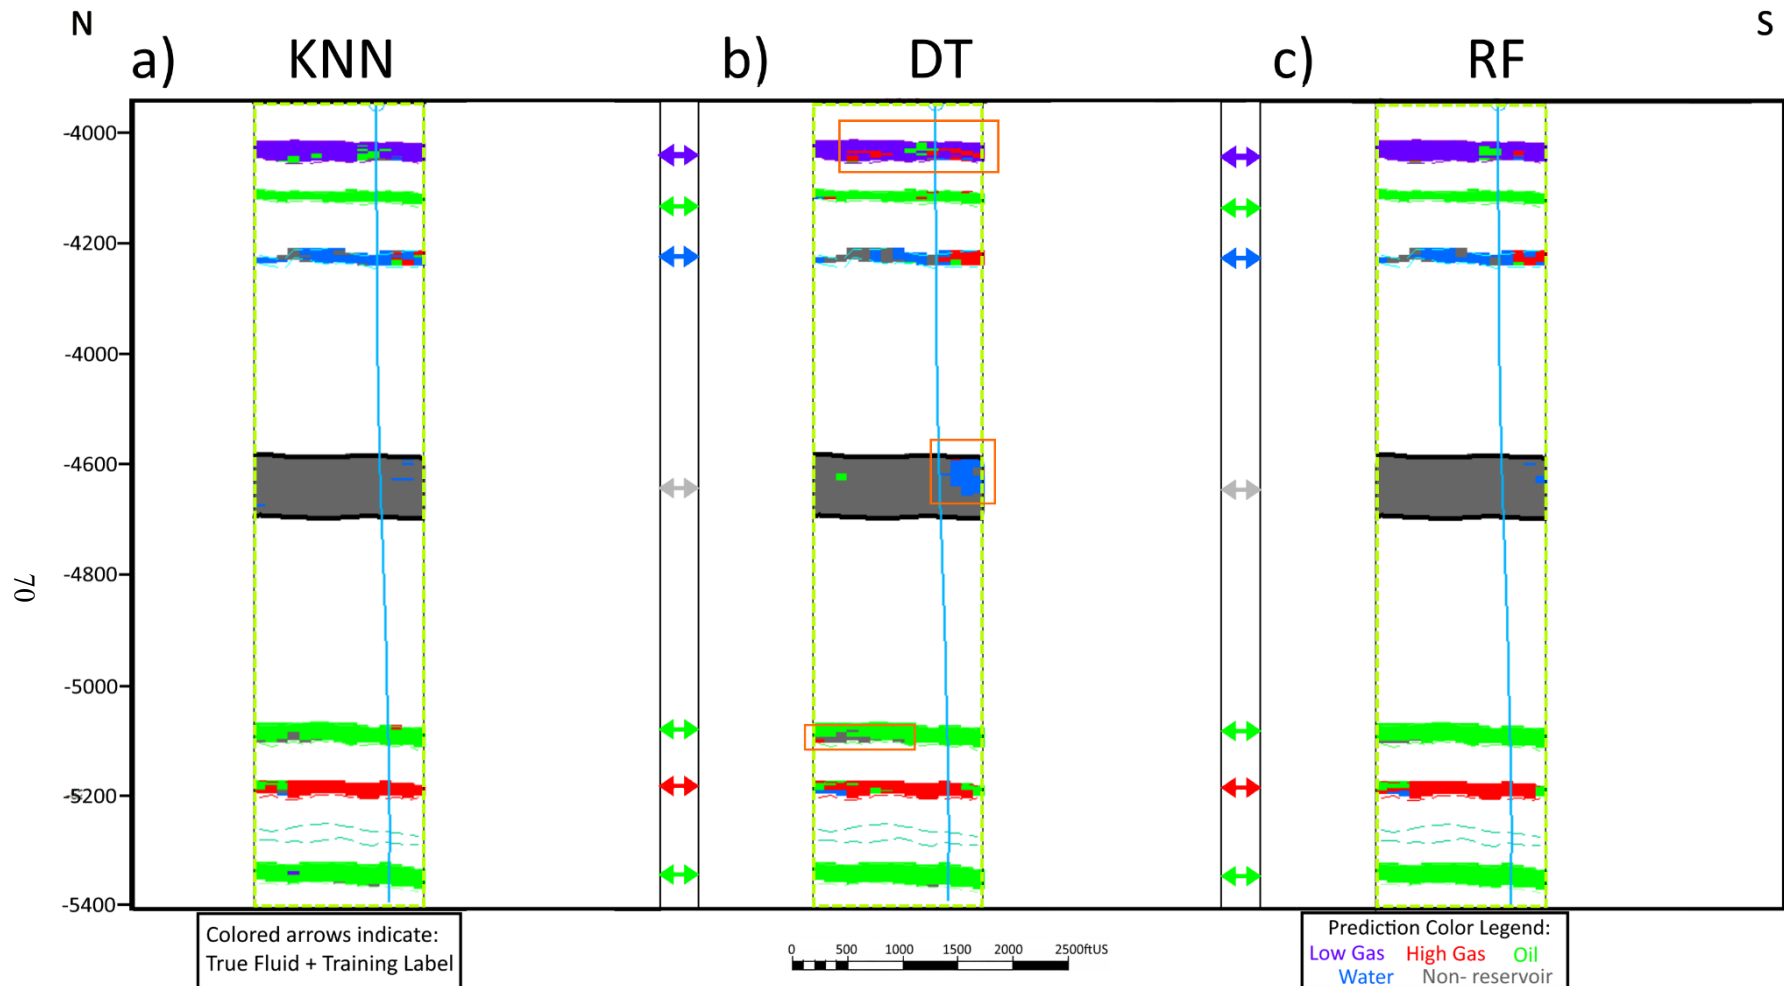 N
S
a) KNN
b) DT
c) RF
-4000
-4200
-4000
-4600
-4800
-5000
-5200
-5400
70
Colored arrows indicate:
True Fluid + Training Label
0 500 1000 1500 2000 2500ftUS
Prediction Color Legend:
Low Gas High Gas Oil
Water Non- reservoir